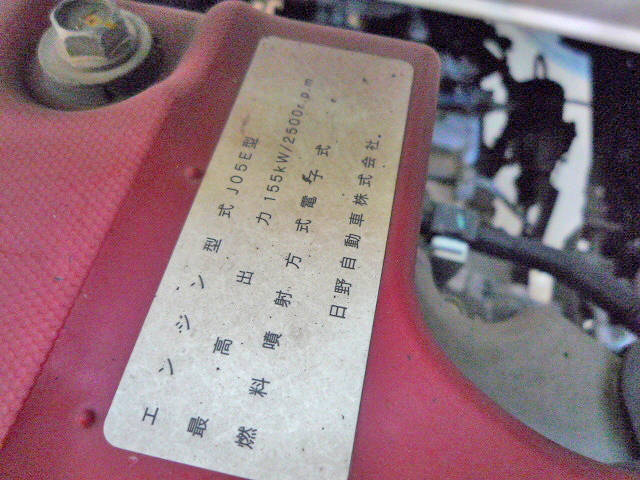 エンジン型式 J05E型
最高出力 155kW/2500r.p.m
燃料噴射方式 電子式
日野自動車株式会社.